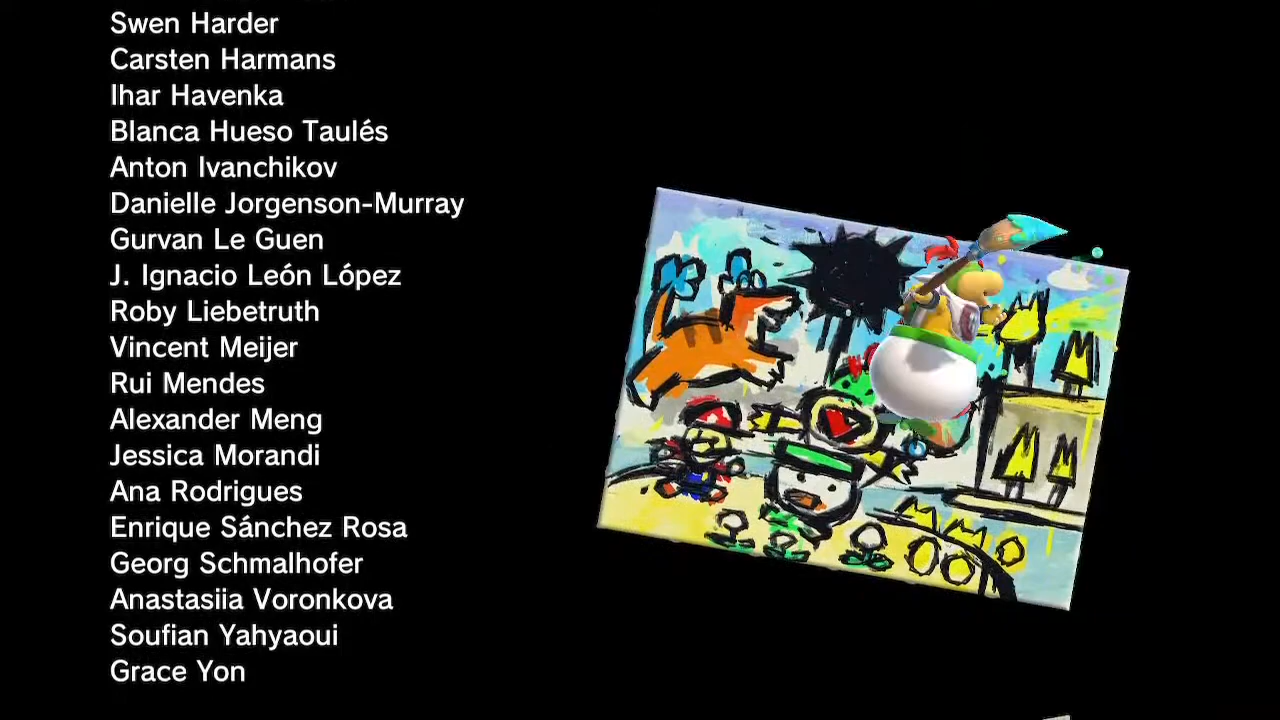 Swen Harder
Carsten Harmans
Ihar Havenka
Blanca Hueso Taulés
Anton Ivanchikov
Danielle Jorgenson-Murray
Gurvan Le Guen
J. Ignacio León López
Roby Liebetruth
Vincent Meijer
Rui Mendes
Alexander Meng
Jessica Morandi
Ana Rodrigues
Enrique Sánchez Rosa
Georg Schmalhofer
Anastasiia Voronkova
Soufian Yahyaoui
Grace Yon